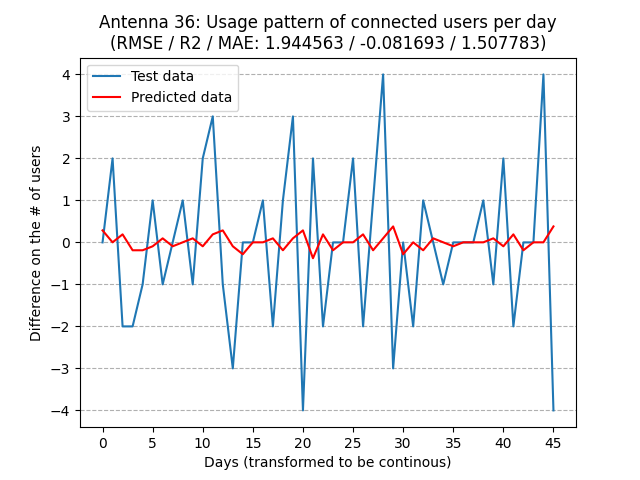 Antenna 36: Usage pattern of connected users per day
(RMSE / R2 / MAE: 1.944563 / -0.081693 / 1.507783)
Test data
Predicted data
Difference on the # of users
4
3
2
1
0
−1
−2
−3
−4
0 5 10 15 20 25 30 35 40 45
Days (transformed to be continous)